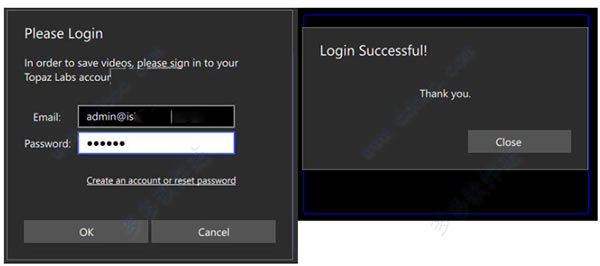 Please Login
In order to save videos, please sign in to your
Topaz Labs accour
Email:
admin@is
Password:
••••••
Create an account or reset password
OK
Cancel
Login Successful!
Thank you.
Close